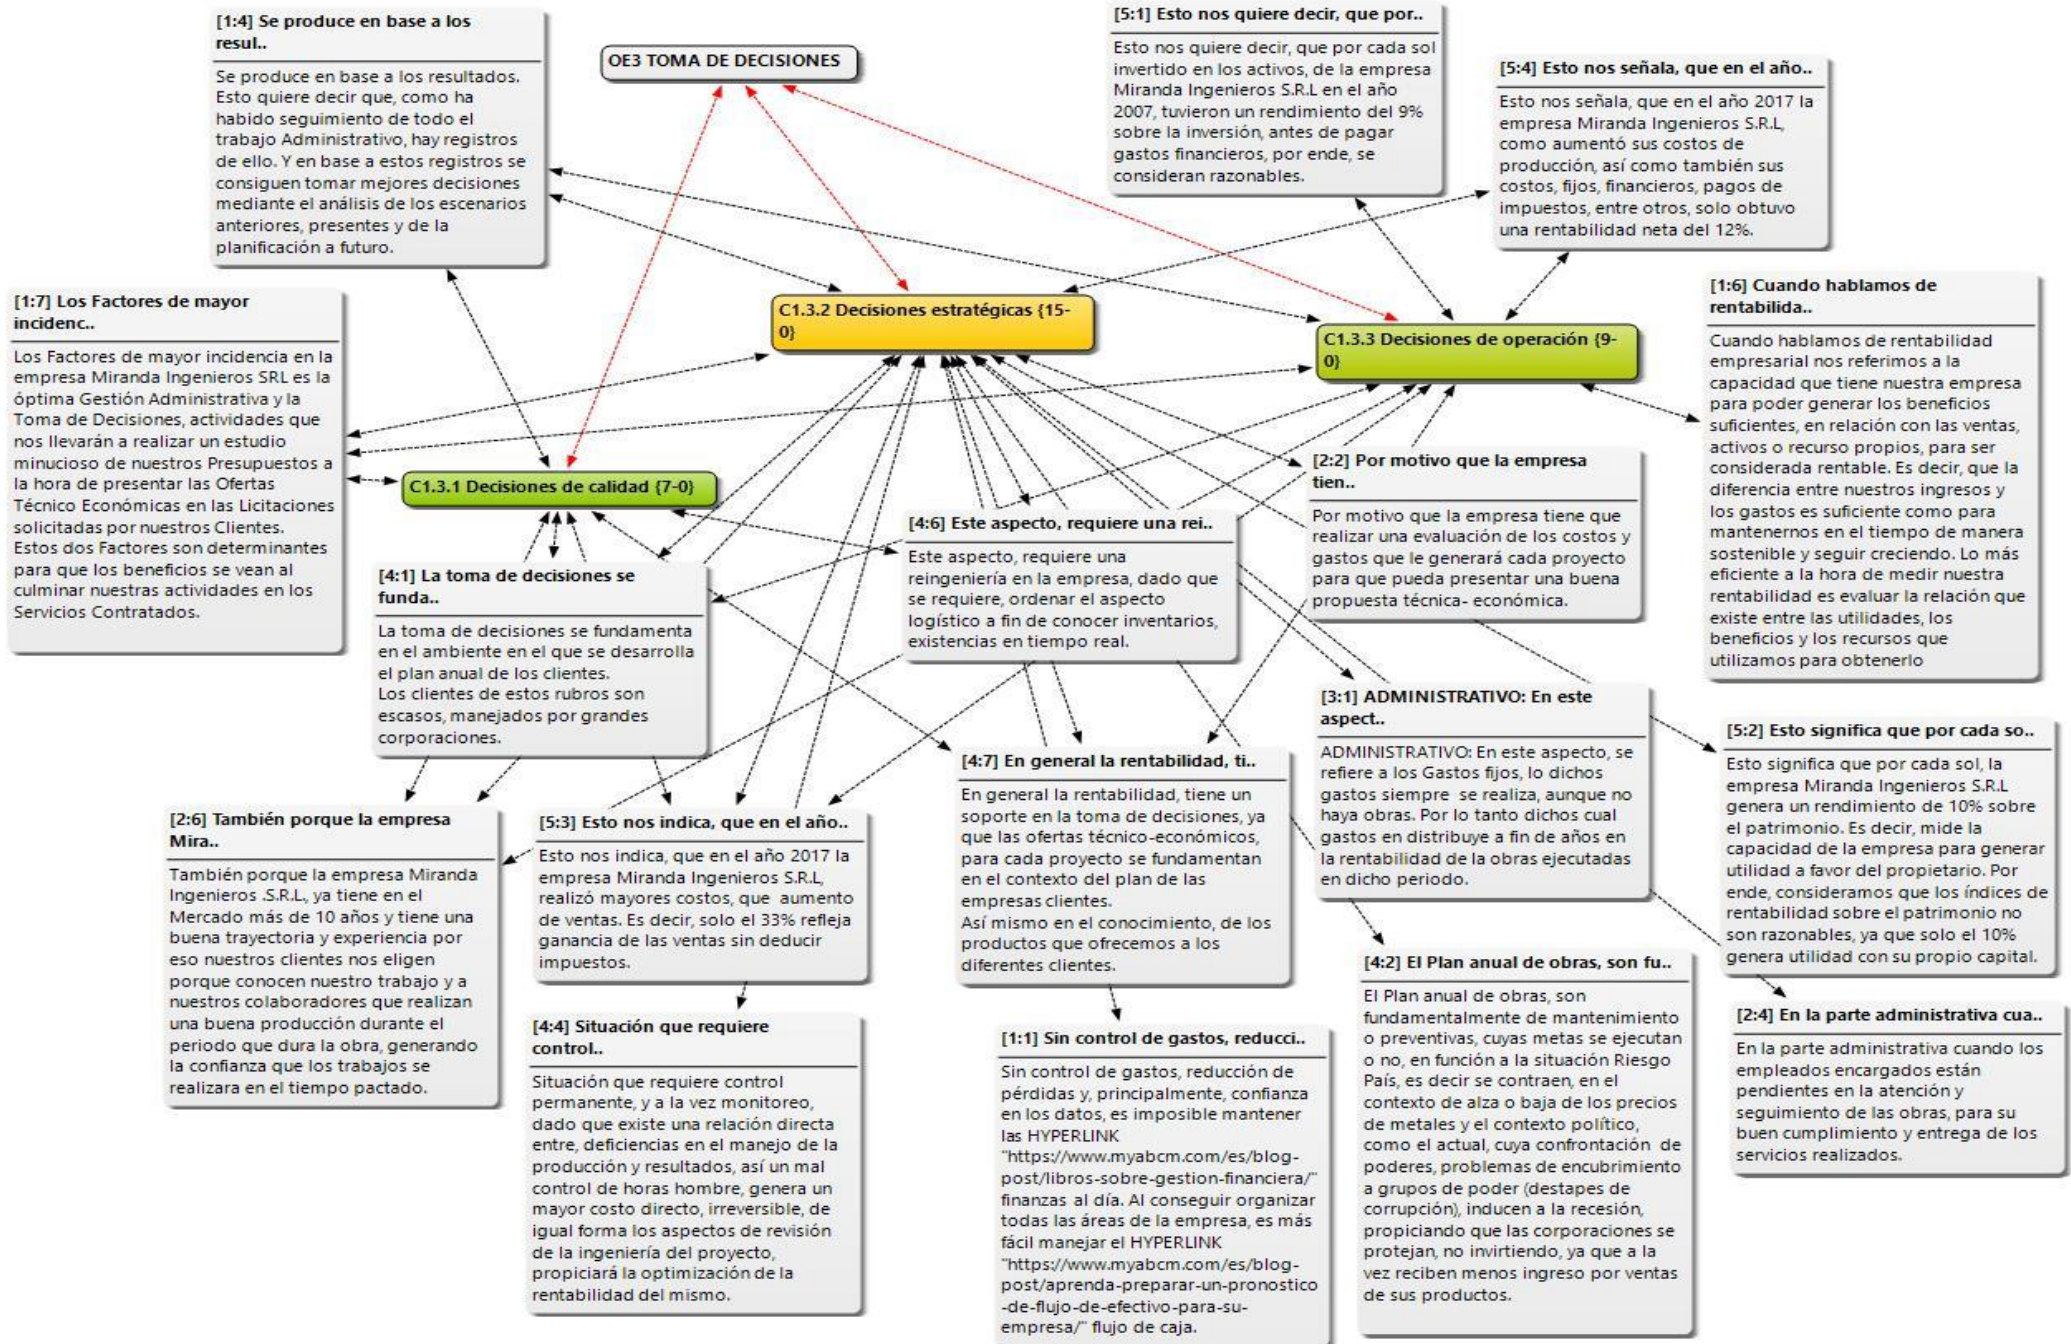 [1:4] Se produce en base a los
resul..
Se produce en base a los resultados.
Esto quiere decir que, como ha
habido seguimiento de todo el
trabajo Administrativo, hay registros
de ello. Y en base a estos registros se
consiguen tomar mejores decisiones
mediante el análisis de los escenarios
anteriores, presentes y de la
planificación a futuro.
OE3 TOMA DE DECISIONES
[5:1] Esto nos quiere decir, que por..
Esto nos quiere decir, que por cada sol
invertido en los activos, de la empresa
Miranda Ingenieros S.R.L en el año
2007, tuvieron un rendimiento del 9%
sobre la inversión, antes de pagar
gastos financieros, por ende, se
consideran razonables.
[5:4] Esto nos señala, que en el año..
Esto nos señala, que en el año 2017 la
empresa Miranda Ingenieros S.R.L,
como aumentó sus costos de
producción, así como también sus
costos, fijos, financieros, pagos de
impuestos, entre otros, solo obtuvo
una rentabilidad neta del 12%.
[1:7] Los Factores de mayor
incidenc..
Los Factores de mayor incidencia en la
empresa Miranda Ingenieros SRL es la
óptima Gestión Administrativa y la
Toma de Decisiones, actividades que
nos llevarán a realizar un estudio
minucioso de nuestros Presupuestos a
la hora de presentar las Ofertas
Técnico Económicas en las Licitaciones
solicitadas por nuestros Clientes.
Estos dos Factores son determinantes
para que los beneficios se vean al
culminar nuestras actividades en los
Servicios Contratados.
C1.3.2 Decisiones estratégicas {15-
0}
C1.3.3 Decisiones de operación {9-
0}
[1:6] Cuando hablamos de
rentabilida..
Cuando hablamos de rentabilidad
empresarial nos referimos a la
capacidad que tiene nuestra empresa
para poder generar los beneficios
suficientes, en relación con las ventas,
activos o recurso propios, para ser
considerada rentable. Es decir, que la
diferencia entre nuestros ingresos y
los gastos es suficiente como para
mantenernos en el tiempo de manera
sostenible y seguir creciendo. Lo más
eficiente a la hora de medir nuestra
rentabilidad es evaluar la relación que
existe entre las utilidades, los
beneficios y los recursos que
utilizamos para obtenerlo
C1.3.1 Decisiones de calidad {7-0}
[2:2] Por motivo que la empresa
tien..
Por motivo que la empresa tiene que
realizar una evaluación de los costos y
gastos que le generará cada proyecto
para que pueda presentar una buena
propuesta técnica- económica.
[4:6] Este aspecto, requiere una rei..
Este aspecto, requiere una
reingeniería en la empresa, dado que
se requiere, ordenar el aspecto
logístico a fin de conocer inventarios,
existencias en tiempo real.
[4:1] La toma de decisiones se
funda..
La toma de decisiones se fundamenta
en el ambiente en el que se desarrolla
el plan anual de los clientes.
Los clientes de estos rubros son
escasos, manejados por grandes
corporaciones.
[3:1] ADMINISTRATIVO: En este
aspect..
ADMINISTRATIVO: En este aspecto, se
refiere a los Gastos fijos, lo dichos
gastos siempre se realiza, aunque no
haya obras. Por lo tanto dichos cual
gastos en distribuye a fin de años en
la rentabilidad de la obras ejecutadas
en dicho periodo.
[5:2] Esto significa que por cada so..
Esto significa que por cada sol, la
empresa Miranda Ingenieros S.R.L
genera un rendimiento de 10% sobre
el patrimonio. Es decir, mide la
capacidad de la empresa para generar
utilidad a favor del propietario. Por
ende, consideramos que los índices de
rentabilidad sobre el patrimonio no
son razonables, ya que solo el 10%
genera utilidad con su propio capital.
[4:7] En general la rentabilidad, ti..
En general la rentabilidad, tiene un
soporte en la toma de decisiones, ya
que las ofertas técnico-económicos,
para cada proyecto se fundamentan
en el contexto del plan de las
empresas clientes.
Así mismo en el conocimiento, de los
productos que ofrecemos a los
diferentes clientes.
[2:6] También porque la empresa
Mira..
También porque la empresa Miranda
Ingenieros .S.R.L, ya tiene en el
Mercado más de 10 años y tiene una
buena trayectoria y experiencia por
eso nuestros clientes nos eligen
porque conocen nuestro trabajo y a
nuestros colaboradores que realizan
una buena producción durante el
periodo que dura la obra, generando
la confianza que los trabajos se
realizara en el tiempo pactado.
[5:3] Esto nos indica, que en el año..
Esto nos indica, que en el año 2017 la
empresa Miranda Ingenieros S.R.L,
realizó mayores costos, que aumento
de ventas. Es decir, solo el 33% refleja
ganancia de las ventas sin deducir
impuestos.
[4:4] Situación que requiere
control..
Situación que requiere control
permanente, y a la vez monitoreo,
dado que existe una relación directa
entre, deficiencias en el manejo de la
producción y resultados, así un mal
control de horas hombre, genera un
mayor costo directo, irreversible, de
igual forma los aspectos de revisión
de la ingeniería del proyecto,
propiciará la optimización de la
rentabilidad del mismo.
[1:1] Sin control de gastos, reducci..
Sin control de gastos, reducción de
pérdidas y, principalmente, confianza
en los datos, es imposible mantener
las HYPERLINK
"https://www.myabcm.com/es/blog-
post/libros-sobre-gestion-financiera/"
finanzas al día. Al conseguir organizar
todas las áreas de la empresa, es más
fácil manejar el HYPERLINK
"https://www.myabcm.com/es/blog-
post/aprenda-preparar-un-pronostico
-de-flujo-de-efectivo-para-su-
empresa/" flujo de caja.
[4:2] El Plan anual de obras, son fu..
El Plan anual de obras, son
fundamentalmente de mantenimiento
o preventivas, cuyas metas se ejecutan
o no, en función a la situación Riesgo
País, es decir se contraen, en el
contexto de alza o baja de los precios
de metales y el contexto político,
como el actual, cuya confrontación de
poderes, problemas de encubrimiento
a grupos de poder (destapes de
corrupción), inducen a la recesión,
propiciando que las corporaciones se
protejan, no invirtiendo, ya que a la
vez reciben menos ingreso por ventas
de sus productos.
[2:4] En la parte administrativa cua..
En la parte administrativa cuando los
empleados encargados están
pendientes en la atención y
seguimiento de las obras, para su
buen cumplimiento y entrega de los
servicios realizados.